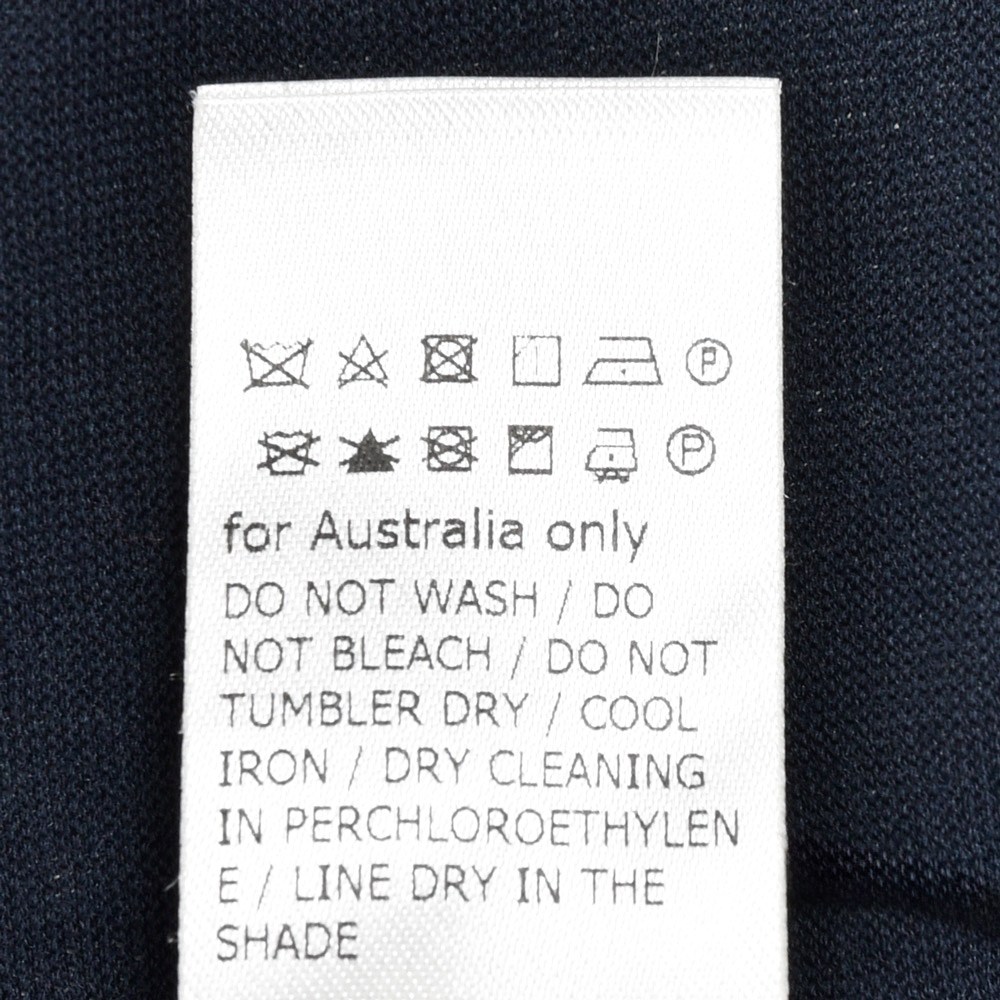 P
P
for Australia only
DO NOT WASH / DO
NOT BLEACH / DO NOT
TUMBLER DRY / COOL
IRON / DRY CLEANING
IN PERCHLOROETHYLEN
E / LINE DRY IN THE
SHADE